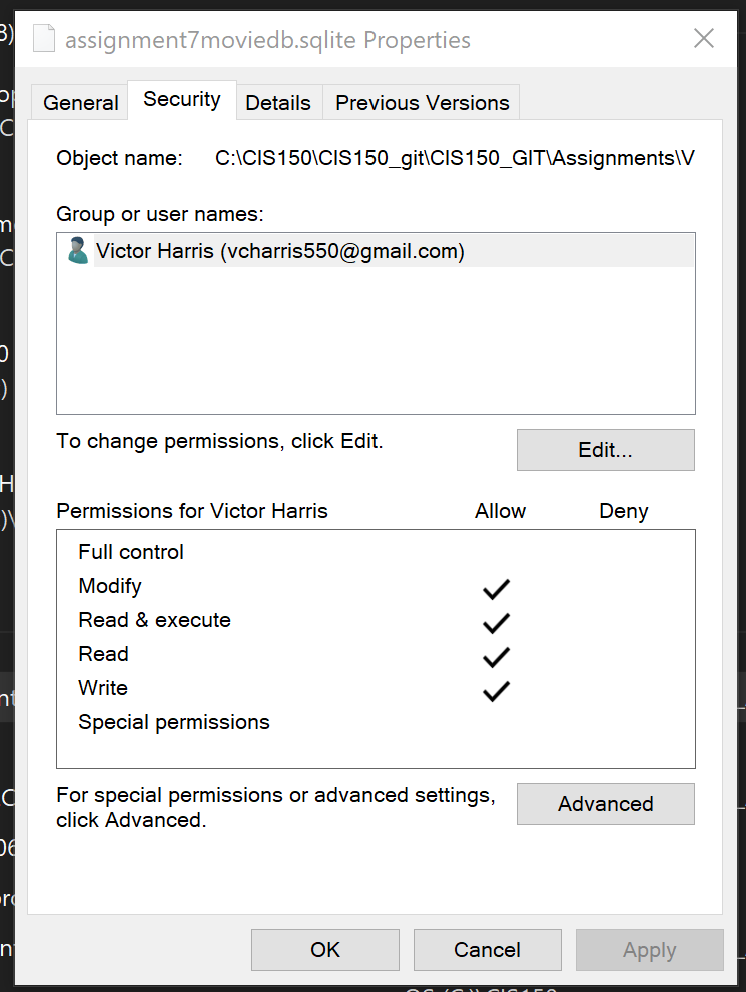 assignment7moviedb.sqlite Properties
General Security Details Previous Versions
Object name: C:\CIS150\CIS150_git\CIS150_GIT\Assignments\V
Group or user names:
Victor Harris (vcharris550@gmail.com)
To change permissions, click Edit.
Edit...
Permissions for Victor Harris Allow Deny
Full control
Modify
Read & execute
Read
Write
Special permissions
For special permissions or advanced settings,
click Advanced.
Advanced
OK Cancel Apply